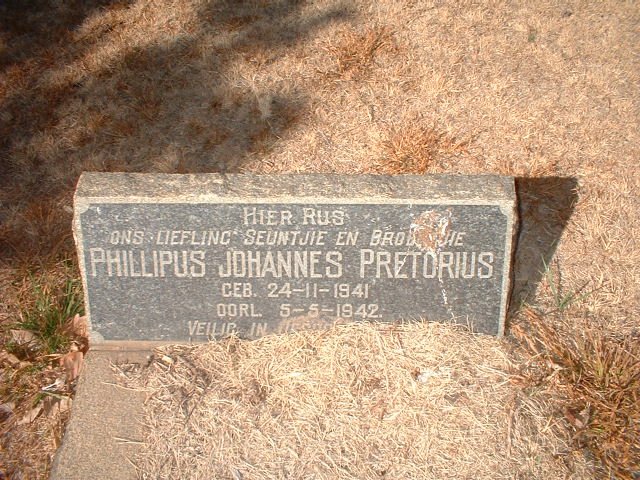 HIER RUS
ONS LIEFLING SEUNTJIE EN
PHILLIPUS JOHANNES PRETORIUS
GEB. 24-11-1941
OORL. 5-5-1942.
VEILIG IN